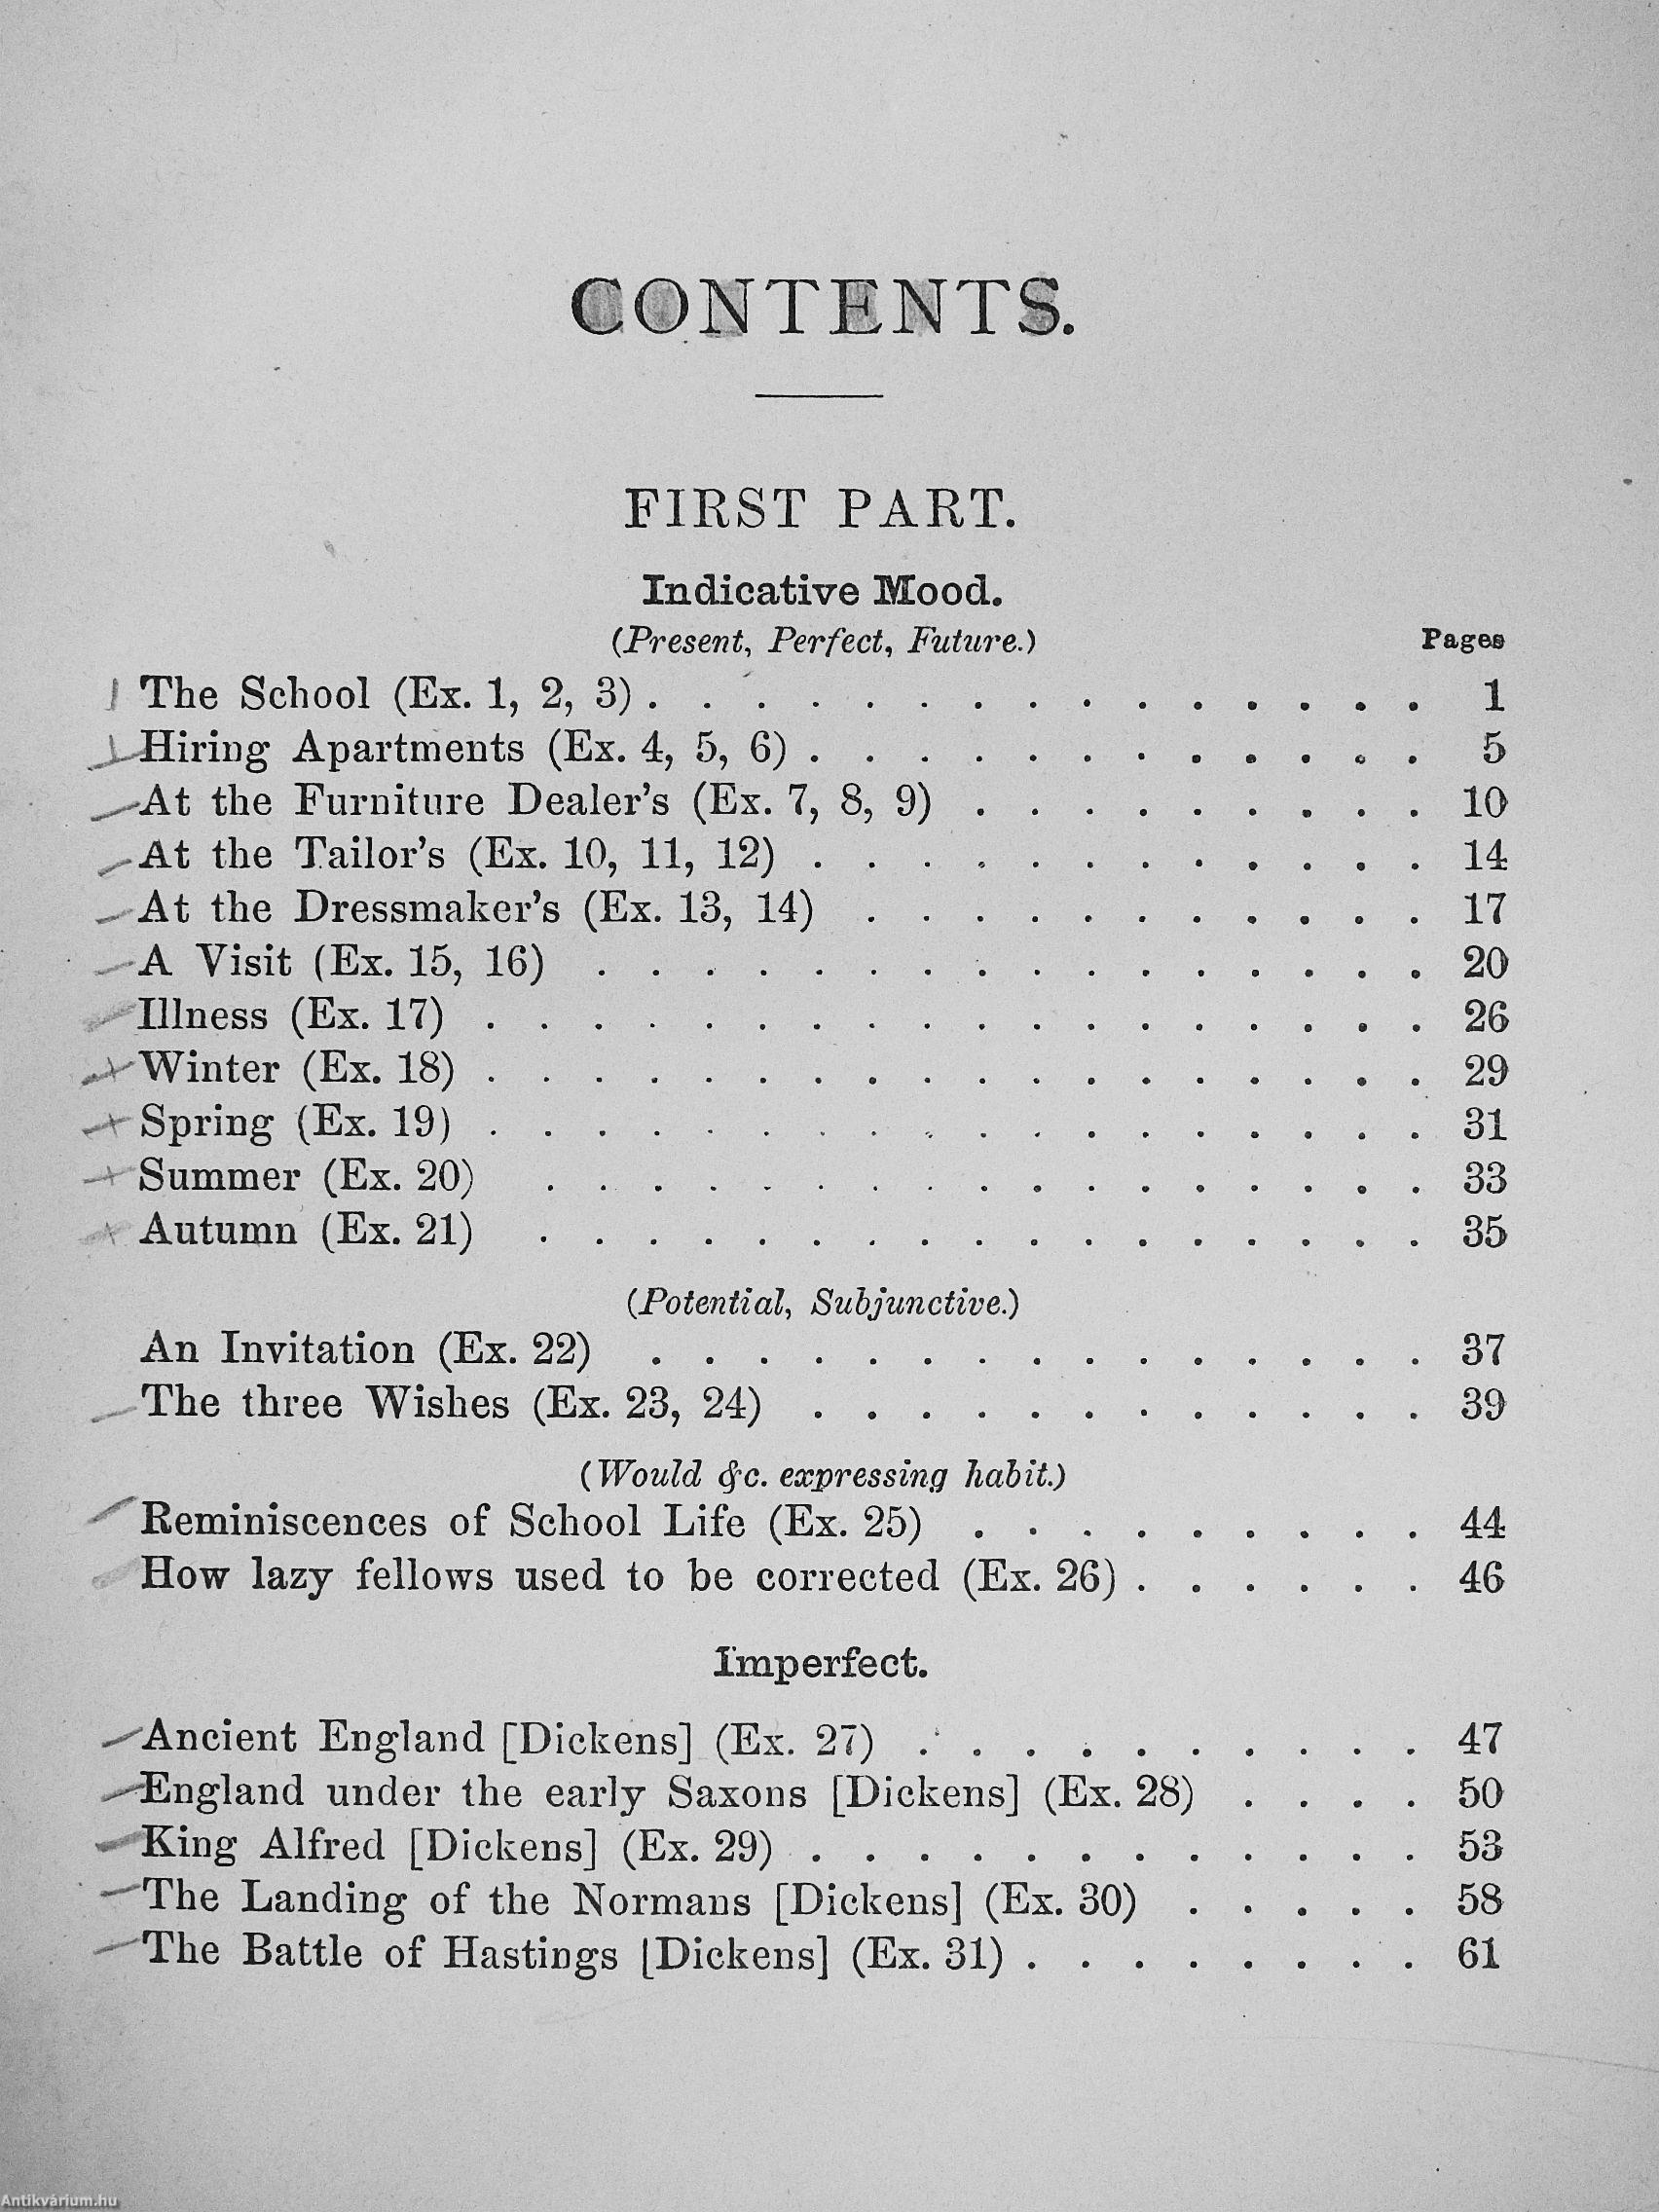 CONTENTS.
FIRST PART.
Indicative Mood.
(Present, Perfect, Future.) Pages
The School (Ex. 1, 2, 3) . . . . . . . . . . . . . . . 1
Hiring Apartments (Ex. 4, 5, 6) . . . . . . . . . . . . 5
At the Furniture Dealer's (Ex. 7, 8, 9) . . . . . . . . . 10
At the Tailor's (Ex. 10, 11, 12) . . . . . . . . . . . . 14
At the Dressmaker's (Ex. 13, 14) . . . . . . . . . . . 17
A Visit (Ex. 15, 16) . . . . . . . . . . . . . . . . 20
Illness (Ex. 17) . . . . . . . . . . . . . . . . . . 26
Winter (Ex. 18) . . . . . . . . . . . . . . . . . . 29
Spring (Ex. 19) . . . . . . . . . . . . . . . . . . 31
Summer (Ex. 20) . . . . . . . . . . . . . . . . . 33
Autumn (Ex. 21) . . . . . . . . . . . . . . . . . 35
(Potential, Subjunctive.)
An Invitation (Ex. 22) . . . . . . . . . . . . . . . 37
The three Wishes (Ex. 23, 24) . . . . . . . . . . . . 39
(Would &c. expressing habit.)
Reminiscences of School Life (Ex. 25) . . . . . . . . . 44
How lazy fellows used to be corrected (Ex. 26) . . . . . . 46
Imperfect.
Ancient England [Dickens] (Ex. 27) . . . . . . . . . . 47
England under the early Saxons [Dickens] (Ex. 28) . . . . 50
King Alfred [Dickens] (Ex. 29) . . . . . . . . . . . . 53
The Landing of the Normans [Dickens] (Ex. 30) . . . . . 58
The Battle of Hastings [Dickens] (Ex. 31) . . . . . . . . 61
Antikvárium.hu